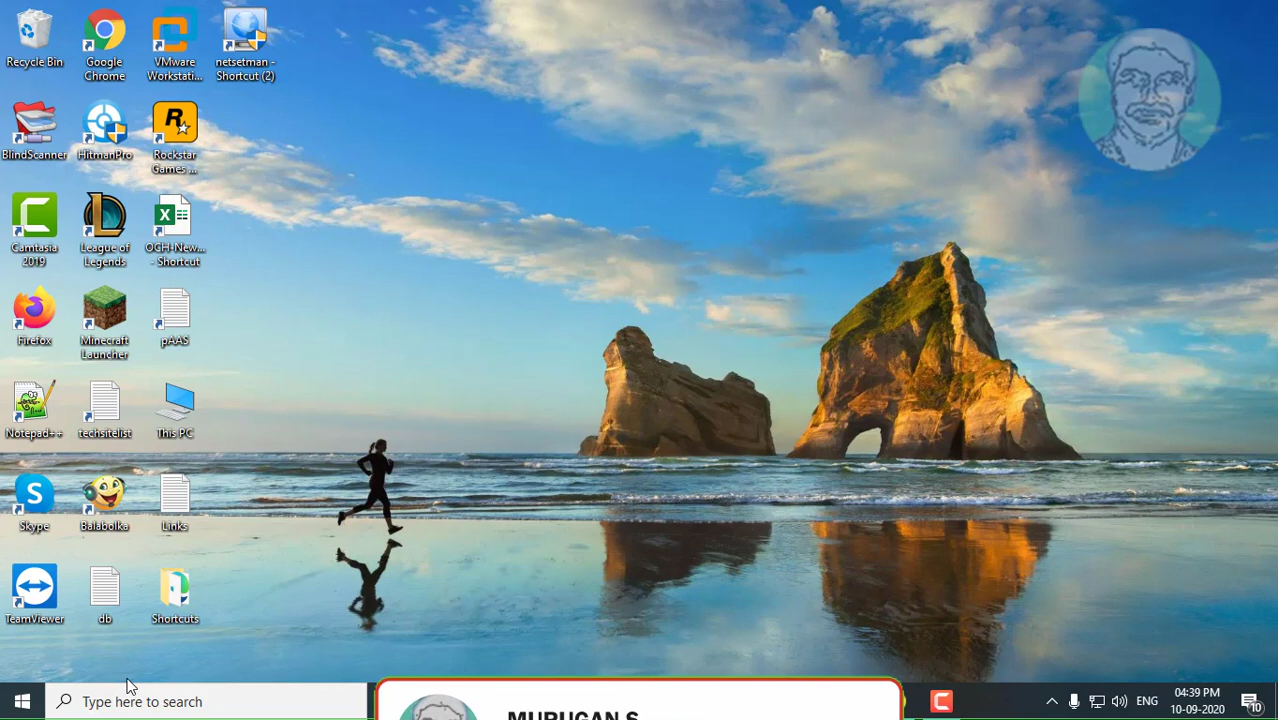 Recycle Bin
Google
Chrome
VMware
Workstati...
netsetman -
Shortcut (2)
BlindScanner
HitmanPro
Rockstar
Games ...
Camtasia
2019
League of
Legends
OCH-New...
- Shortcut
Firefox
Minecraft
Launcher
pAAS
Notepad++
techsitelist
This PC
Skype
Balabolka
Links
TeamViewer
db
Shortcuts
Type here to search
MURUGAN S
ENG
04:39 PM
10-09-2020
10